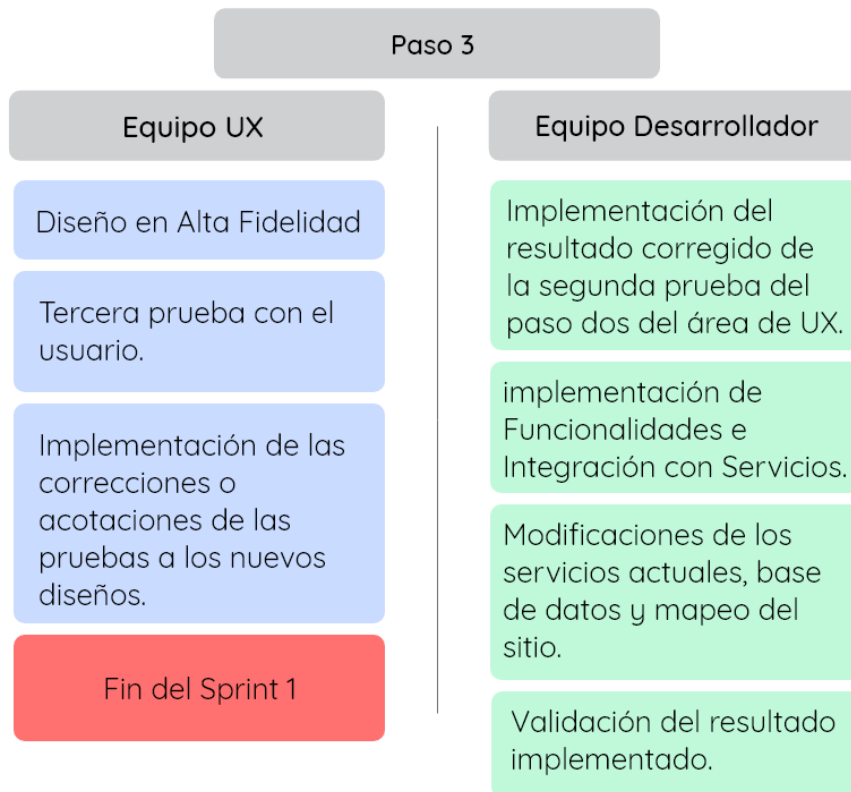 Paso 3
Equipo UX
Diseño en Alta Fidelidad
Tercera prueba con el
usuario.
Implementación de las
correcciones o
acotaciones de las
pruebas a los nuevos
diseños.
Fin del Sprint 1
Equipo Desarrollador
Implementación del
resultado corregido de
la segunda prueba del
paso dos del área de UX.
implementación de
Funcionalidades e
Integración con Servicios.
Modificaciones de los
servicios actuales, base
de datos y mapeo del
sitio.
Validación del resultado
implementado.